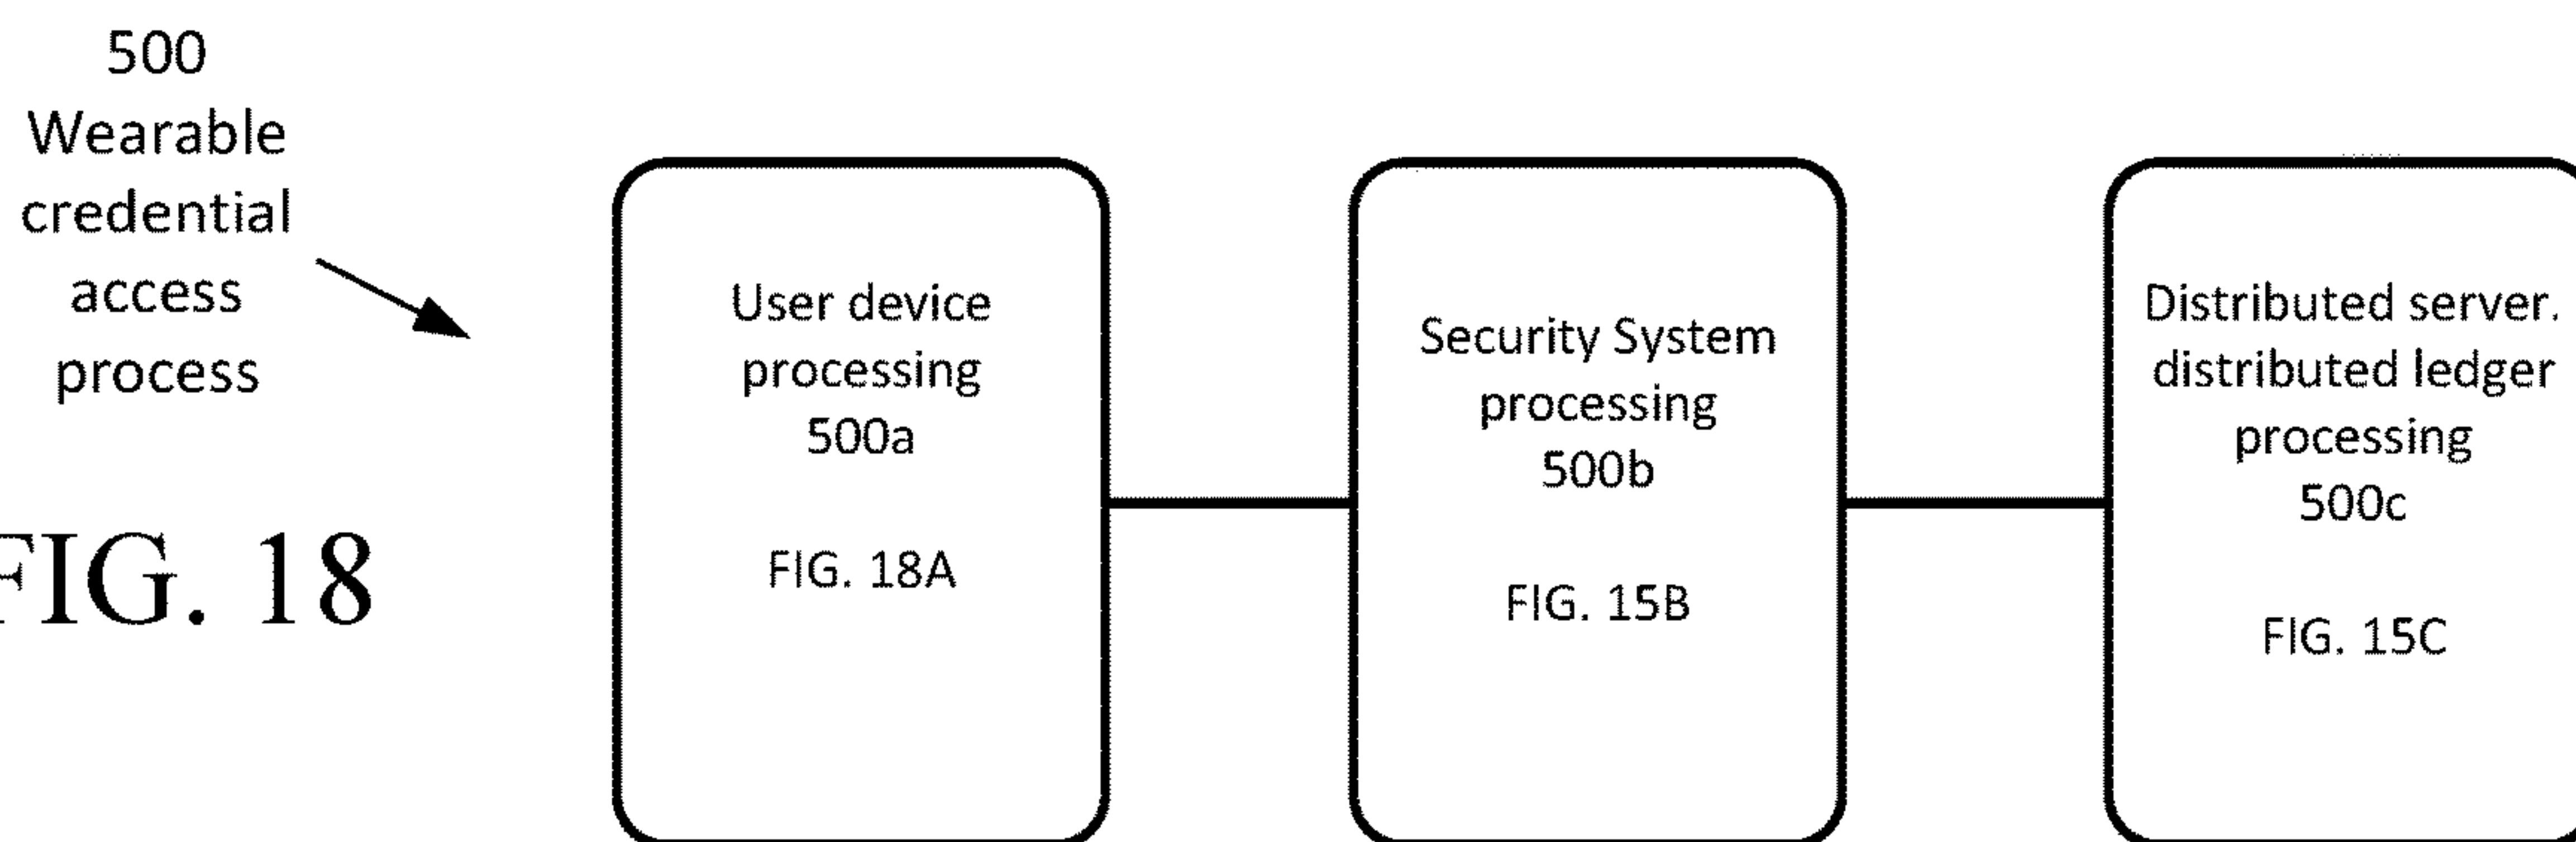 500
Wearable
credential
access
process
FIG. 18
User device
processing
500a
FIG. 18A
Security System
processing
500b
FIG. 15B
Distributed server.
distributed ledger
processing
500c
FIG. 15C